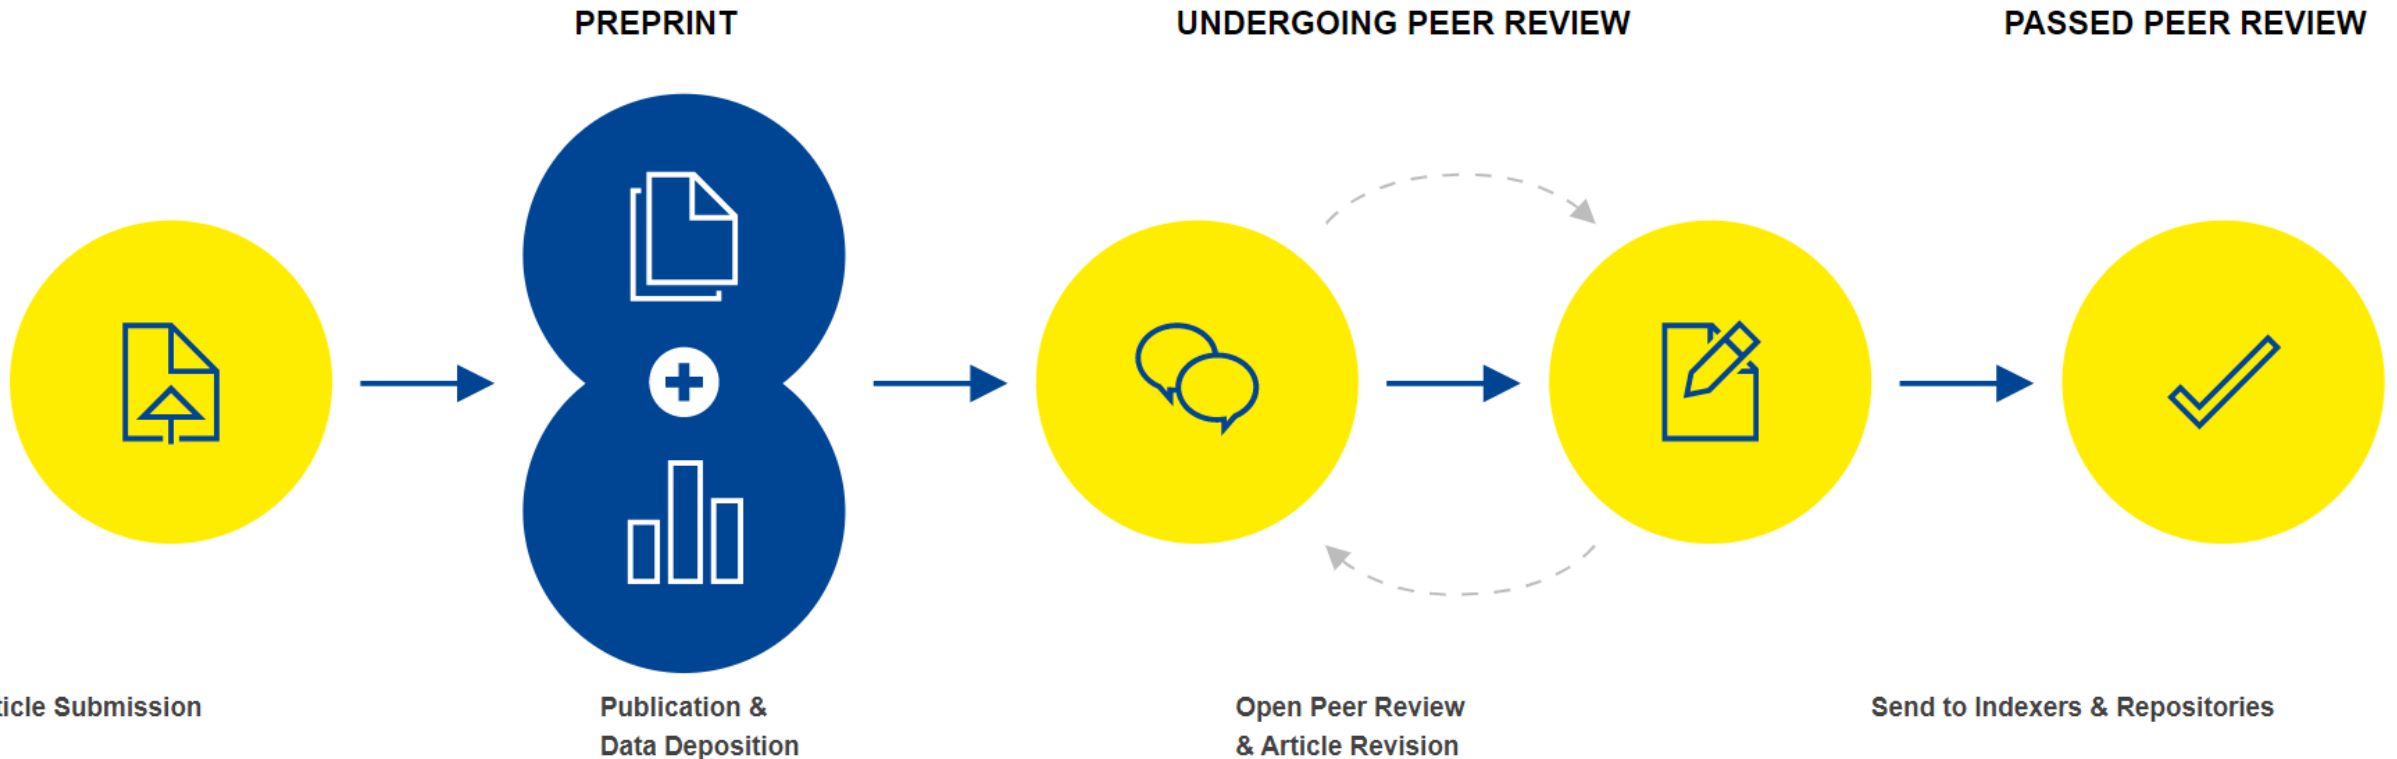 PREPRINT
UNDERGOING PEER REVIEW
PASSED PEER REVIEW
ticle Submission
Publication &
Data Deposition
Open Peer Review
& Article Revision
Send to Indexers & Repositories